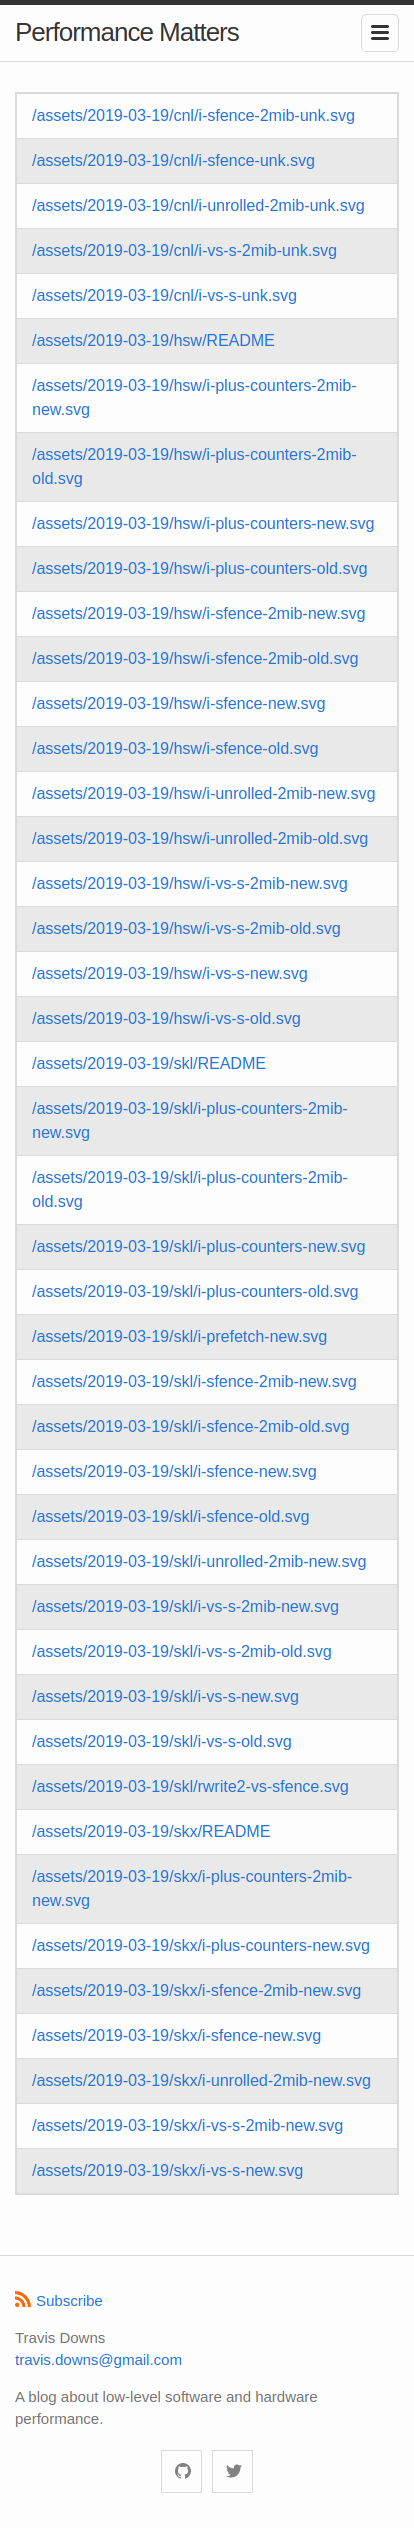 Performance Matters
/assets/2019-03-19/cnl/i-sfence-2mib-unk.svg
/assets/2019-03-19/cnl/i-sfence-unk.svg
/assets/2019-03-19/cnl/i-unrolled-2mib-unk.svg
/assets/2019-03-19/cnl/i-vs-s-2mib-unk.svg
/assets/2019-03-19/cnl/i-vs-s-unk.svg
/assets/2019-03-19/hsw/README
/assets/2019-03-19/hsw/i-plus-counters-2mib-
new.svg
/assets/2019-03-19/hsw/i-plus-counters-2mib-
old.svg
/assets/2019-03-19/hsw/i-plus-counters-new.svg
/assets/2019-03-19/hsw/i-plus-counters-old.svg
/assets/2019-03-19/hsw/i-sfence-2mib-new.svg
/assets/2019-03-19/hsw/i-sfence-2mib-old.svg
/assets/2019-03-19/hsw/i-sfence-new.svg
/assets/2019-03-19/hsw/i-sfence-old.svg
/assets/2019-03-19/hsw/i-unrolled-2mib-new.svg
/assets/2019-03-19/hsw/i-unrolled-2mib-old.svg
/assets/2019-03-19/hsw/i-vs-s-2mib-new.svg
/assets/2019-03-19/hsw/i-vs-s-2mib-old.svg
/assets/2019-03-19/hsw/i-vs-s-new.svg
/assets/2019-03-19/hsw/i-vs-s-old.svg
/assets/2019-03-19/skl/README
/assets/2019-03-19/skl/i-plus-counters-2mib-
new.svg
/assets/2019-03-19/skl/i-plus-counters-2mib-
old.svg
/assets/2019-03-19/skl/i-plus-counters-new.svg
/assets/2019-03-19/skl/i-plus-counters-old.svg
/assets/2019-03-19/skl/i-prefetch-new.svg
/assets/2019-03-19/skl/i-sfence-2mib-new.svg
/assets/2019-03-19/skl/i-sfence-2mib-old.svg
/assets/2019-03-19/skl/i-sfence-new.svg
/assets/2019-03-19/skl/i-sfence-old.svg
/assets/2019-03-19/skl/i-unrolled-2mib-new.svg
/assets/2019-03-19/skl/i-vs-s-2mib-new.svg
/assets/2019-03-19/skl/i-vs-s-2mib-old.svg
/assets/2019-03-19/skl/i-vs-s-new.svg
/assets/2019-03-19/skl/i-vs-s-old.svg
/assets/2019-03-19/skl/rwrite2-vs-sfence.svg
/assets/2019-03-19/skx/README
/assets/2019-03-19/skx/i-plus-counters-2mib-
new.svg
/assets/2019-03-19/skx/i-plus-counters-new.svg
/assets/2019-03-19/skx/i-sfence-2mib-new.svg
/assets/2019-03-19/skx/i-sfence-new.svg
/assets/2019-03-19/skx/i-unrolled-2mib-new.svg
/assets/2019-03-19/skx/i-vs-s-2mib-new.svg
/assets/2019-03-19/skx/i-vs-s-new.svg
Subscribe
Travis Downs
travis.downs@gmail.com
A blog about low-level software and hardware
performance.